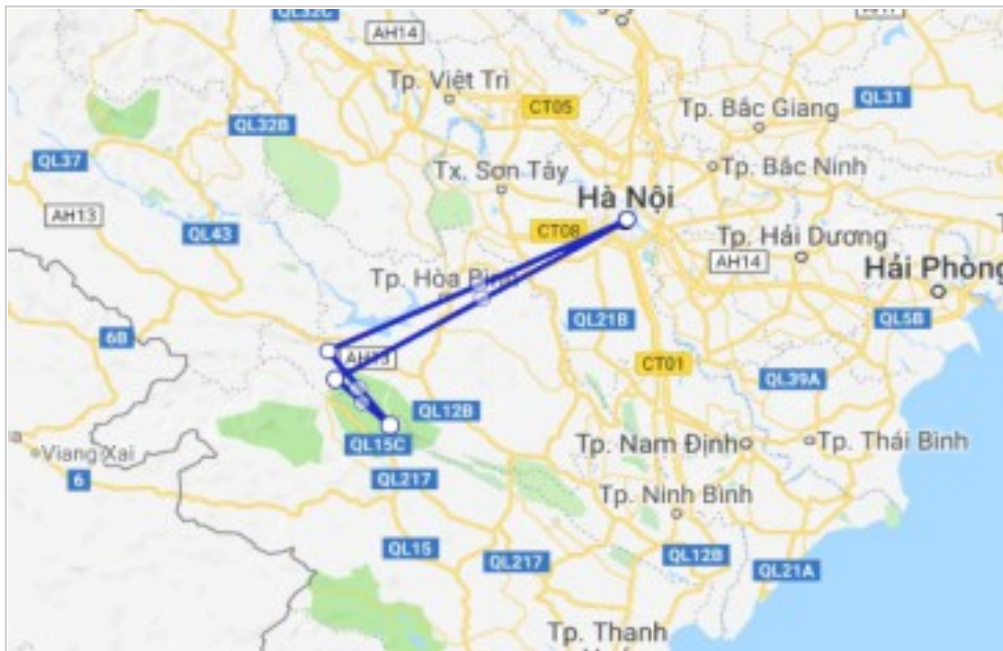 QL32C
AH14
Tp. Việt Trì
CT05
QL31
Tp. Bắc Giang
QL32B
QL37
Tx. Sơn Tây
Tp. Bắc Ninh
AH13
Hà Nội
QL43
CT08
Tp. Hải Dương
AH14
Hải Phòng
Tp. Hòa Bình
QL21B
QL5B
6B
AH13
CT01
QL39A
QL12B
Viang Xai
QL15C
Tp. Nam Định
Tp. Thái Bình
6
QL217
Tp. Ninh Bình
QL15
QL217
QL12B
QL21A
Tp. Thanh